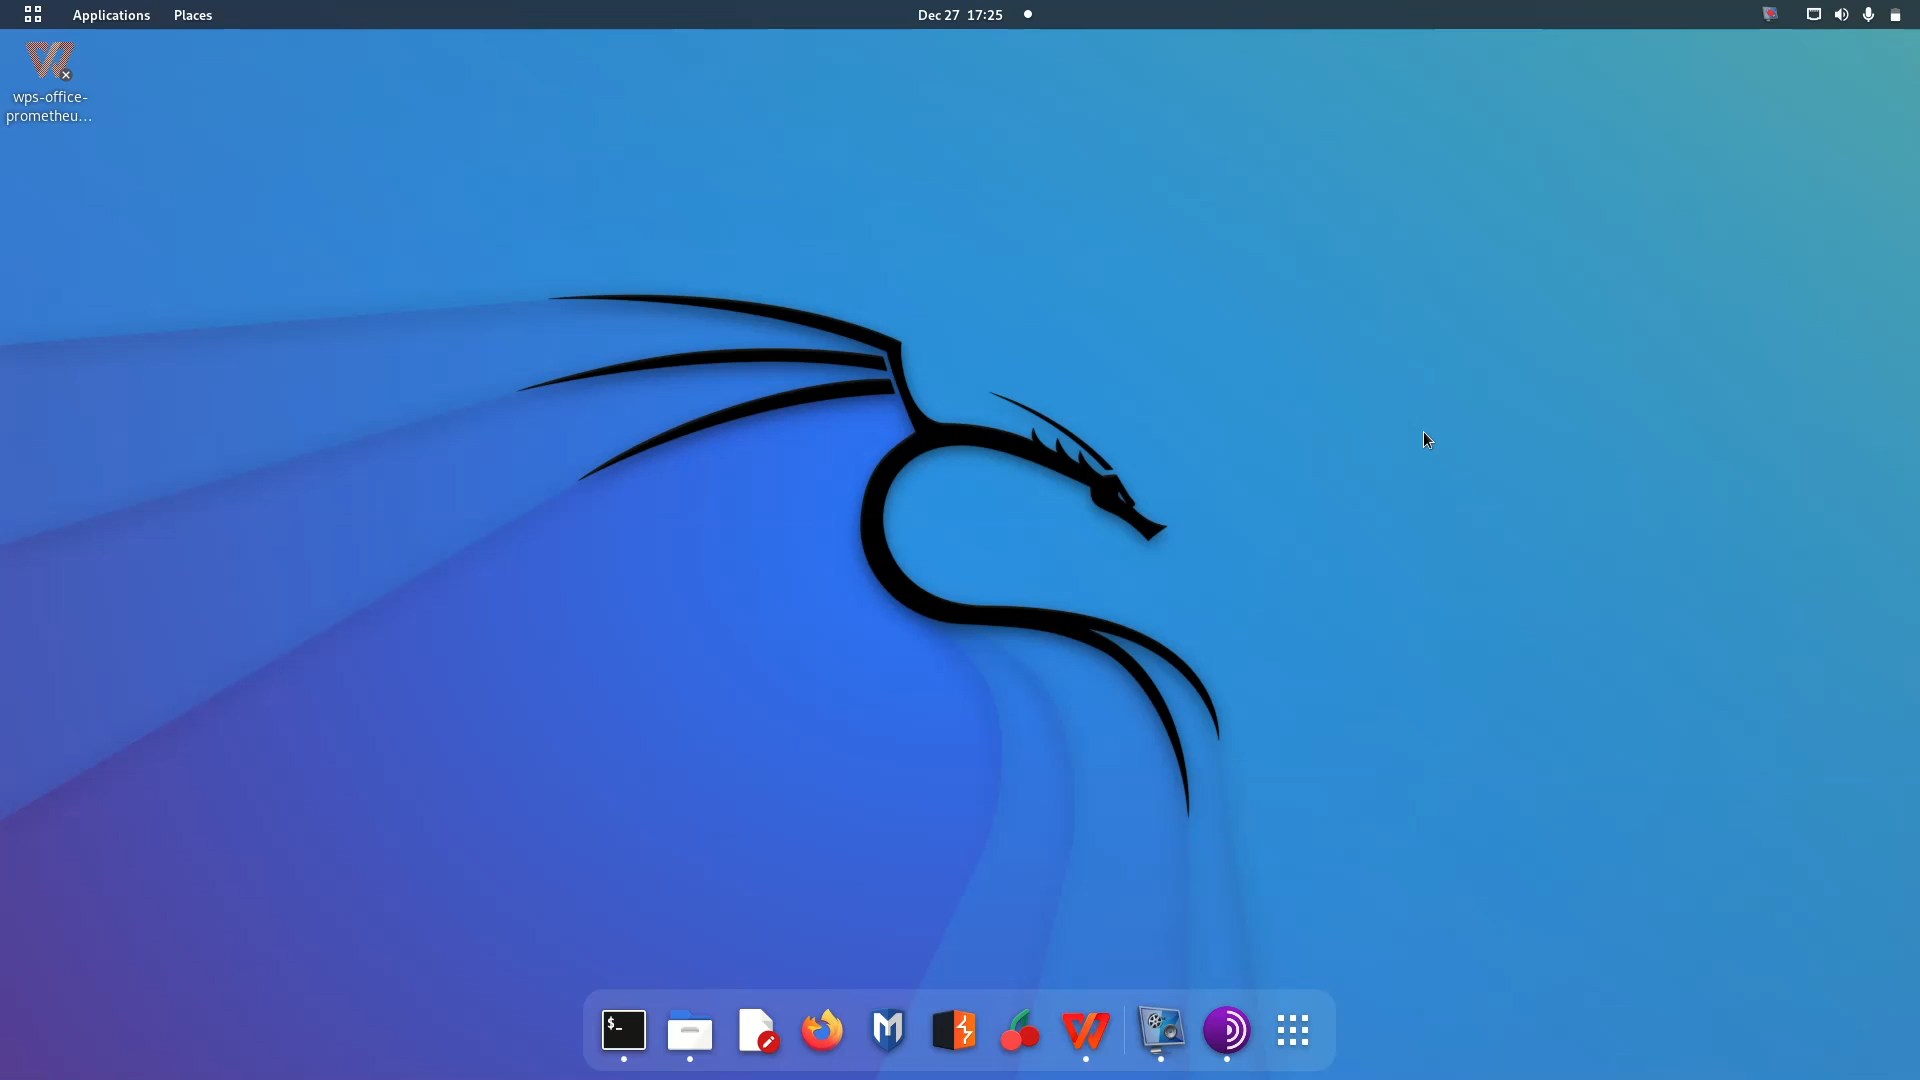 Applications Places Dec 27 17:25
wps-office-
prometheu...
$_